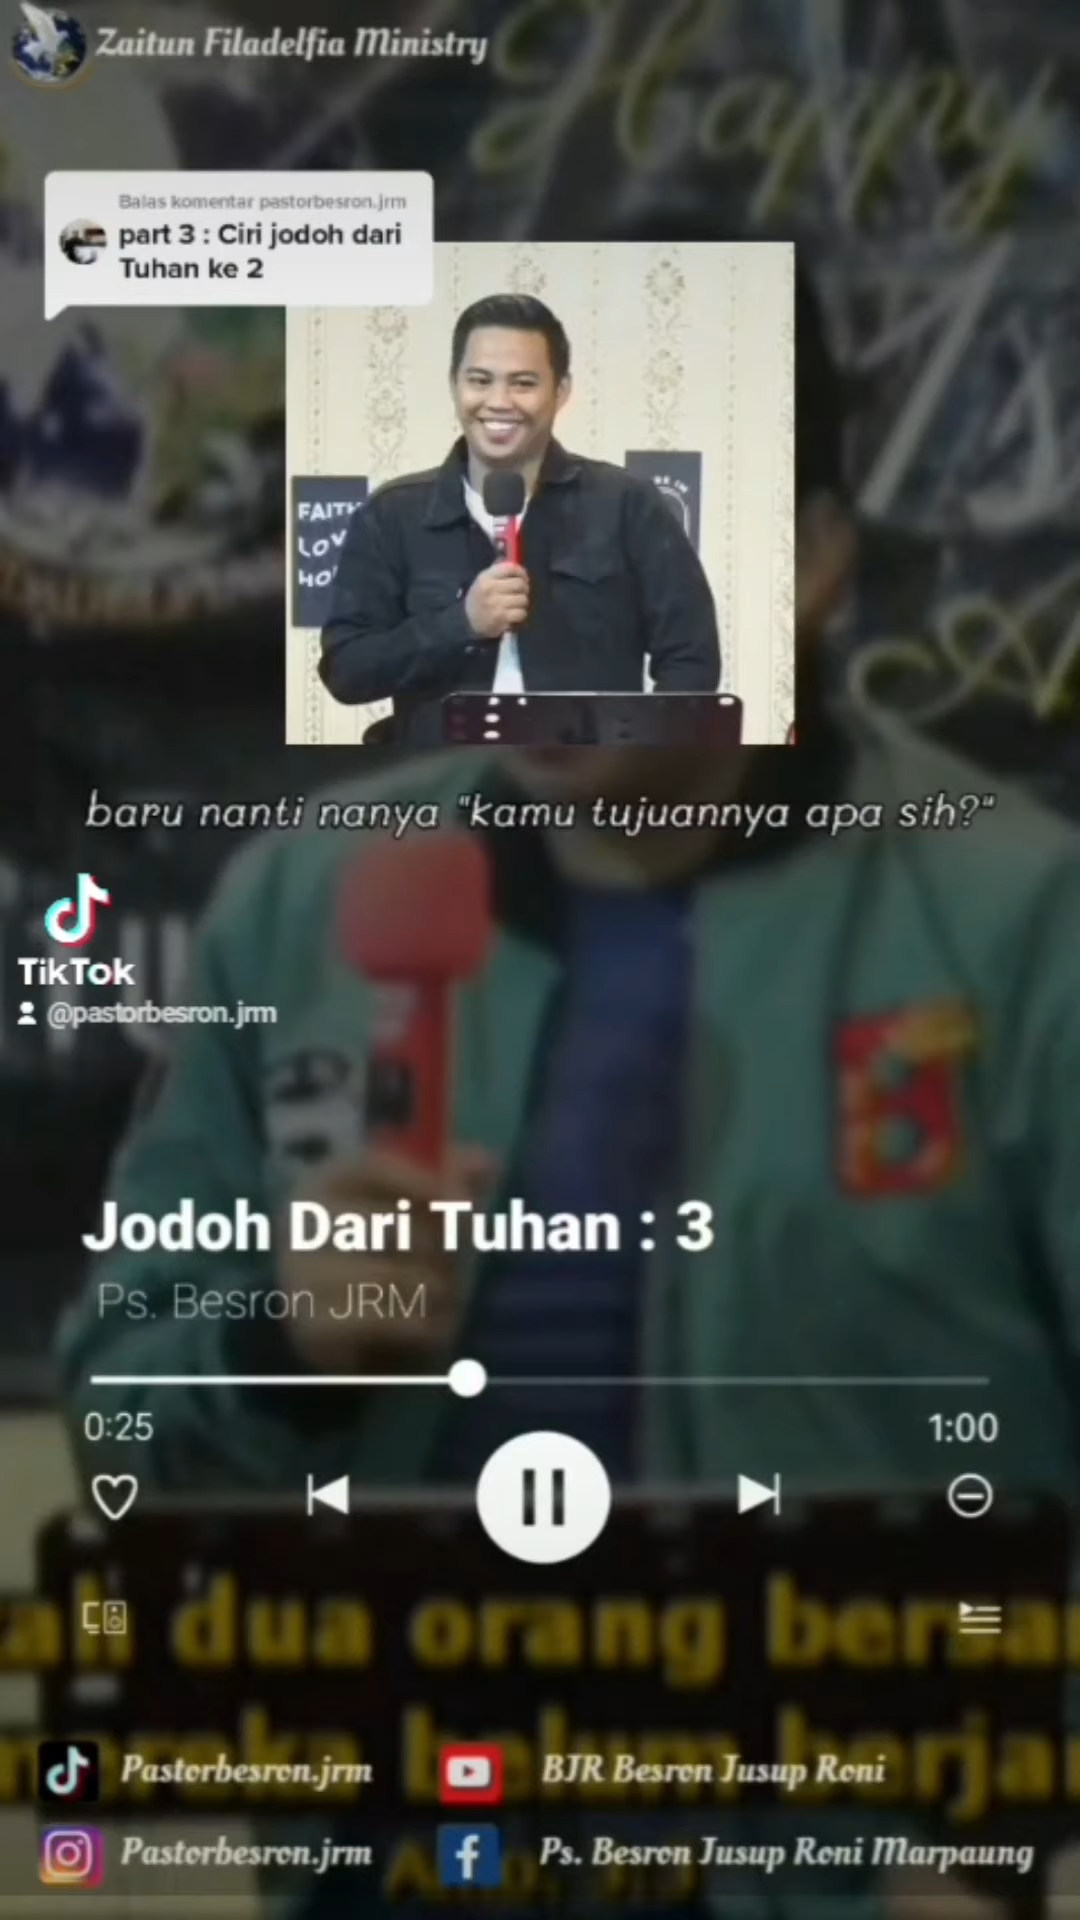 Zaitun Filadelfia Ministry
Happy
Balas komentar pastorbesron.jrm
part 3 : Ciri jodoh dari
Tuhan ke 2
FAITH
baru nanti nanya "kamu tujuannya apa sih?"
TikTok
@pastorbesron.jrm
Jodoh Dari Tuhan : 3
Ps. Besron JRM
0:25
1:00
dua orang
belum
Pastorbesron.jrm
BJR Besron Jusup Roni
Pastorbesron.jrm
Ps. Besron Jusup Roni Marpaung